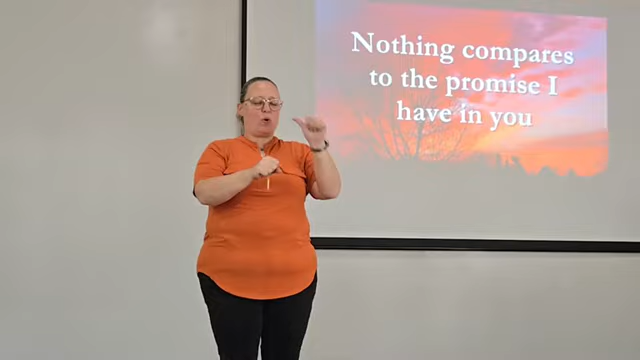 Nothing compares
to the promise I
have in you